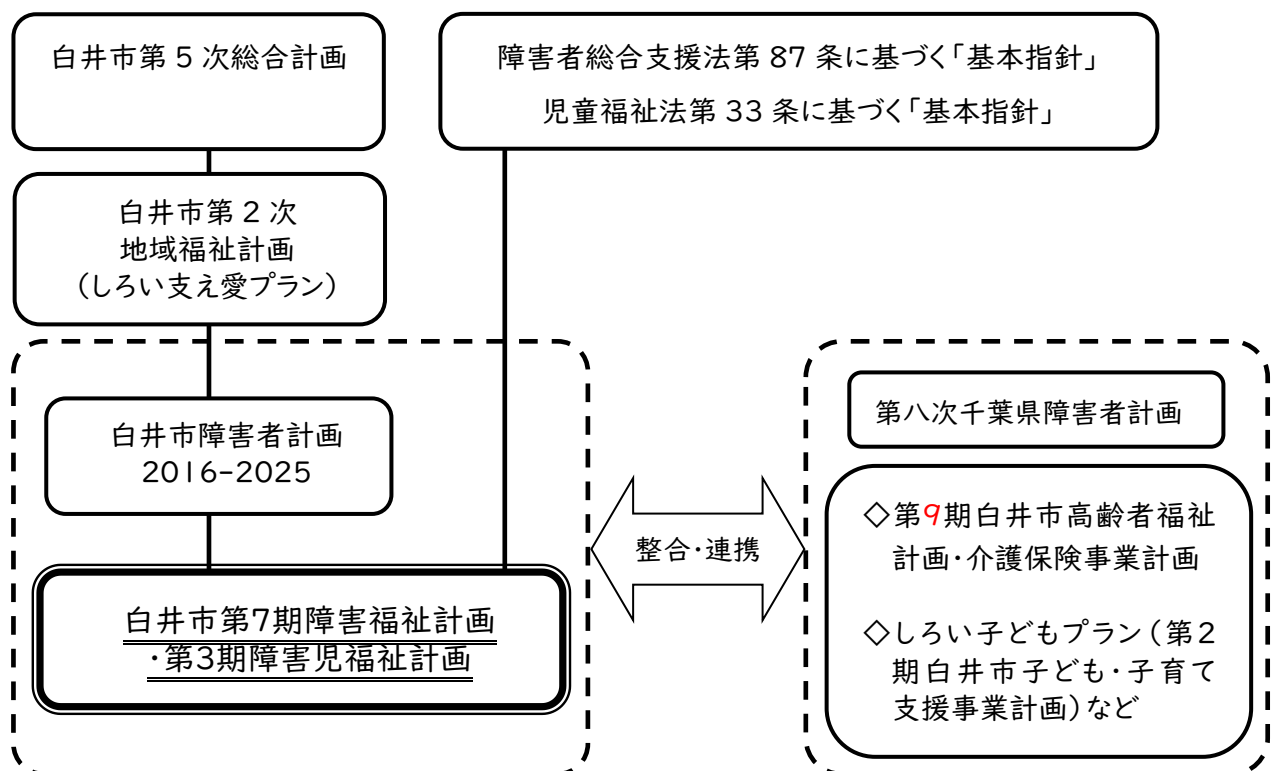 白井市第5次総合計画
障害者総合支援法第 87 条に基づく「基本指針」
児童福祉法第 33 条に基づく「基本指針」
白井市第2次
地域福祉計画
(しろい支え愛プラン)
白井市障害者計画
2016-2025
白井市第7期障害福祉計画
・第3期障害児福祉計画
整合・連携
第八次千葉県障害者計画
◇第9期白井市高齢者福祉
計画・介護保険事業計画
◇しろい子どもプラン(第2
期白井市子ども・子育て
支援事業計画)など